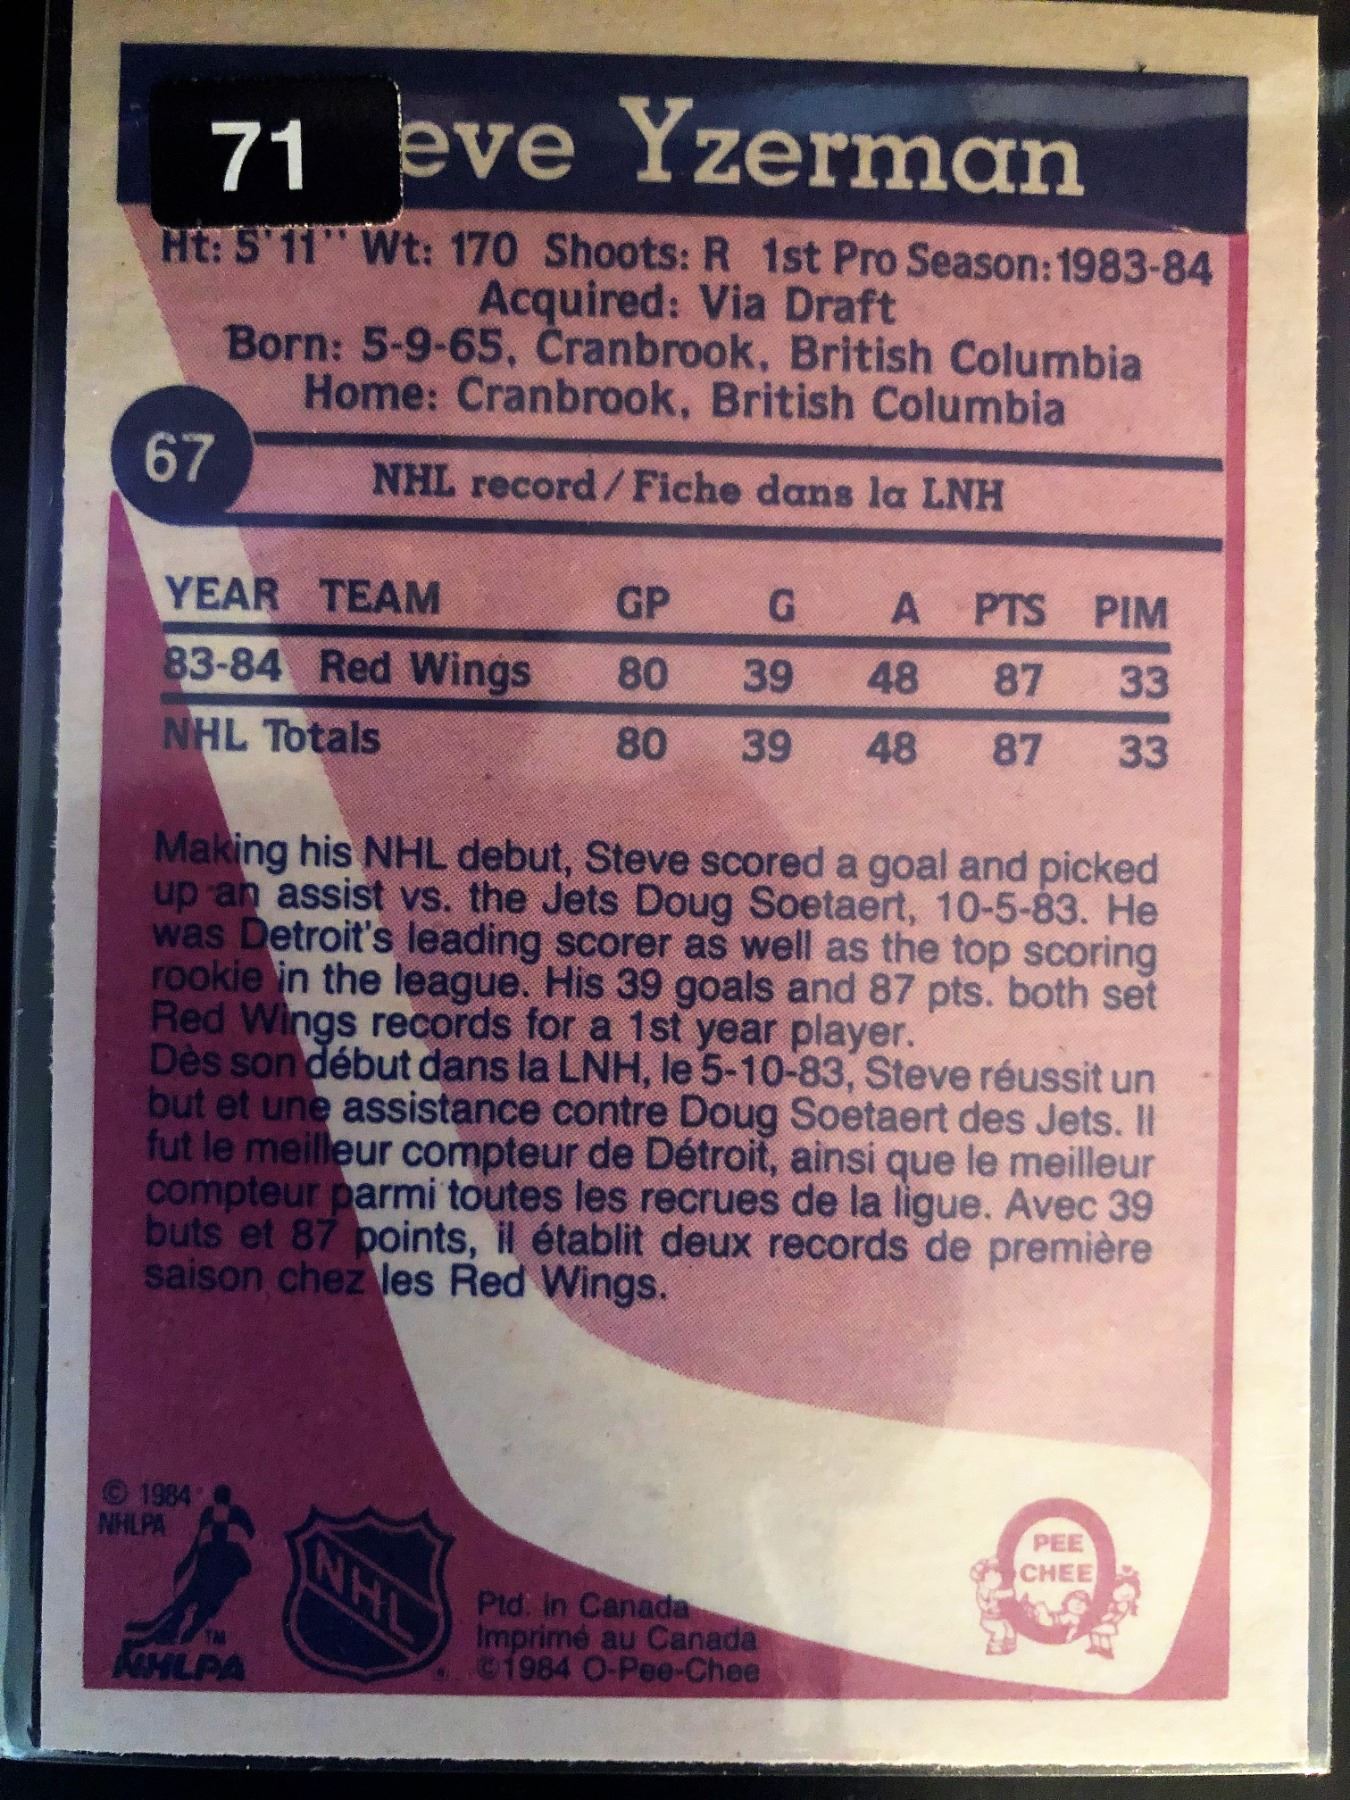 71
eve Yzerman
Ht: 5'11" Wt: 170 Shoots: R 1st Pro Season: 1983-84
Acquired: Via Draft
Born: 5-9-65, Cranbrook, British Columbia
Home: Cranbrook, British Columbia
67
NHL record/Fiche dans la LNH
YEAR TEAM GP G A PTS PIM
83-84 Red Wings 80 39 48 87 33
NHL Totals 80 39 48 87 33
Making his NHL debut, Steve scored a goal and picked
up an assist vs. the Jets Doug Soetaert, 10-5-83. He
was Detroit's leading scorer as well as the top scoring
rookie in the league. His 39 goals and 87 pts. both set
Red Wings records for a 1st year player.
Dès son début dans la LNH, le 5-10-83, Steve réussit un
but et une assistance contre Doug Soetaert des Jets. Il
fut le meilleur compteur de Détroit, ainsi que le meilleur
compteur parmi toutes les recrues de la ligue. Avec 39
buts et 87 points, il établit deux records de première
saison chez les Red Wings.
© 1984
NHLPA
TM
NHLPA
NHL
Ptd. in Canada
Imprimé au Canada
©1984 O-Pee-Chee
PEE
CHEE